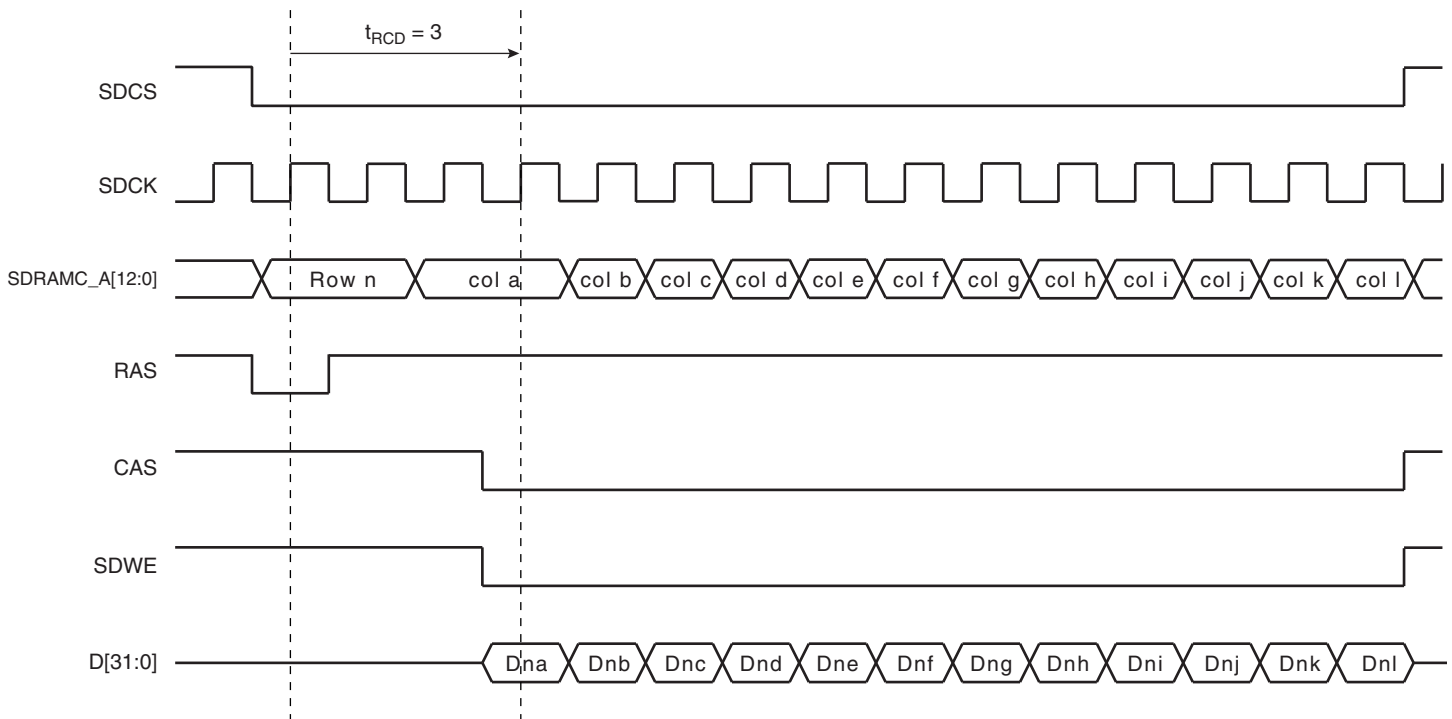 tRCD = 3
SDCS
SDCK
SDRAMC_A[12:0] Row n col a col b col c col d col e col f col g col h col i col j col k col l
RAS
CAS
SDWE
D[31:0] Dna Dnb Dnc Dnd Dne Dnf Dng Dnh Dni Dnj Dnk Dnl